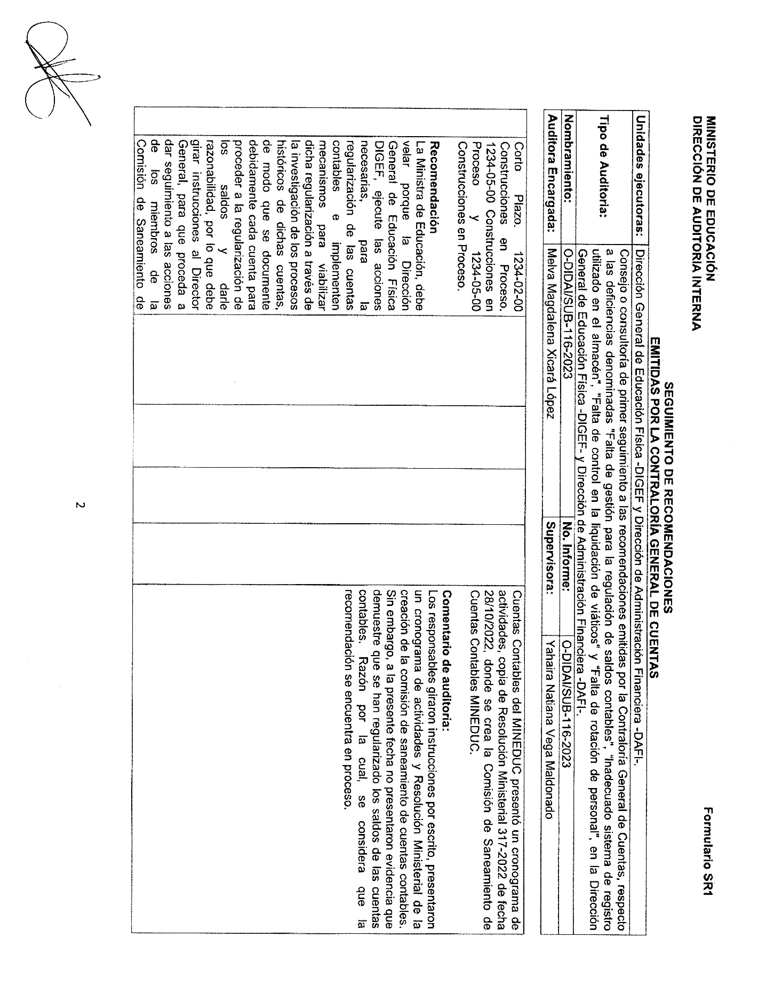 MINISTERIO DE EDUCACIÓN
DIRECCIÓN DE AUDITORIA INTERNA
Formulario SR1
SEGUIMIENTO DE RECOMENDACIONES
EMITIDAS POR LA CONTRALORÍA GENERAL DE CUENTAS
Unidades ejecutoras: Dirección General de Educación Física -DIGEF y Dirección de Administración Financiera -DAFI-.
Tipo de Auditoria: Consejo o consultoría de primer seguimiento a las recomendaciones emitidas por la Contraloría General de Cuentas, respecto
a las deficiencias denominadas "Falta de gestión para la regulación de saldos contables", "Inadecuado sistema de registro
utilizado en el almacén", "Falta de control en la liquidación de viáticos" y "Falta de rotación de personal", en la Dirección
General de Educación Física -DIGEF- y Dirección de Administración Financiera -DAFI-.
Nombramiento: O-DIDAI/SUB-116-2023 No. Informe: O-DIDAI/SUB-116-2023
Auditora Encargada: Melva Magdalena Xicará López Supervisora: Yahaira Natiana Vega Maldonado
Corto Plazo. 1234-02-00
Construcciones en Proceso.
1234-05-00 Construcciones en
Proceso y 1234-05-00
Construcciones en Proceso.
Recomendación
La Ministra de Educación, debe
velar porque la Dirección
General de Educación Física
DIGEF, ejecute las acciones
necesarias, para la
regularización de las cuentas
contables e implementen
mecanismos para viabilizar
dicha regularización a través de
la investigación de los procesos
históricos de dichas cuentas,
de modo que se documente
debidamente cada cuenta para
proceder a la regularización de
los saldos y darle
razonabilidad, por lo que debe
girar instrucciones al Director
General, para que proceda a
dar seguimiento a las acciones
de los miembros de la
Comisión de Saneamiento de
Cuentas Contables del MINEDUC presentó un cronograma de
actividades, copia de Resolución Ministerial 317-2022 de fecha
28/10/2022, donde se crea la Comisión de Saneamiento de
Cuentas Contables MINEDUC.
Comentario de auditoria:
Los responsables giraron instrucciones por escrito, presentaron
un cronograma de actividades y Resolución Ministerial de la
creación de la comisión de saneamiento de cuentas contables.
Sin embargo, a la presente fecha no presentaron evidencia que
demuestre que se han regularizado los saldos de las cuentas
contables. Razón por la cual, se considera que la
recomendación se encuentra en proceso.
2